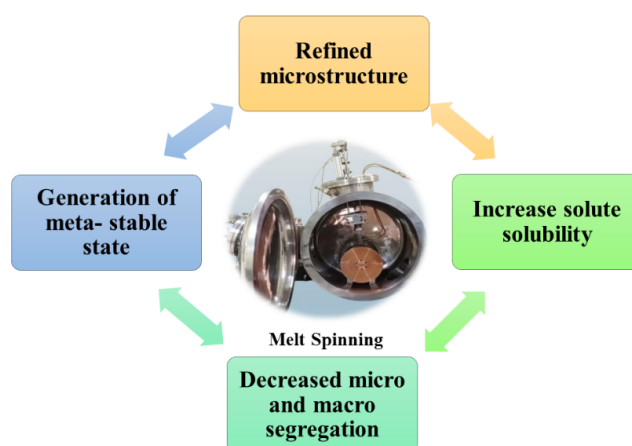 Refined
microstructure
Generation of
meta- stable
state
Increase solute
solubility
Melt Spinning
Decreased micro
and macro
segregation